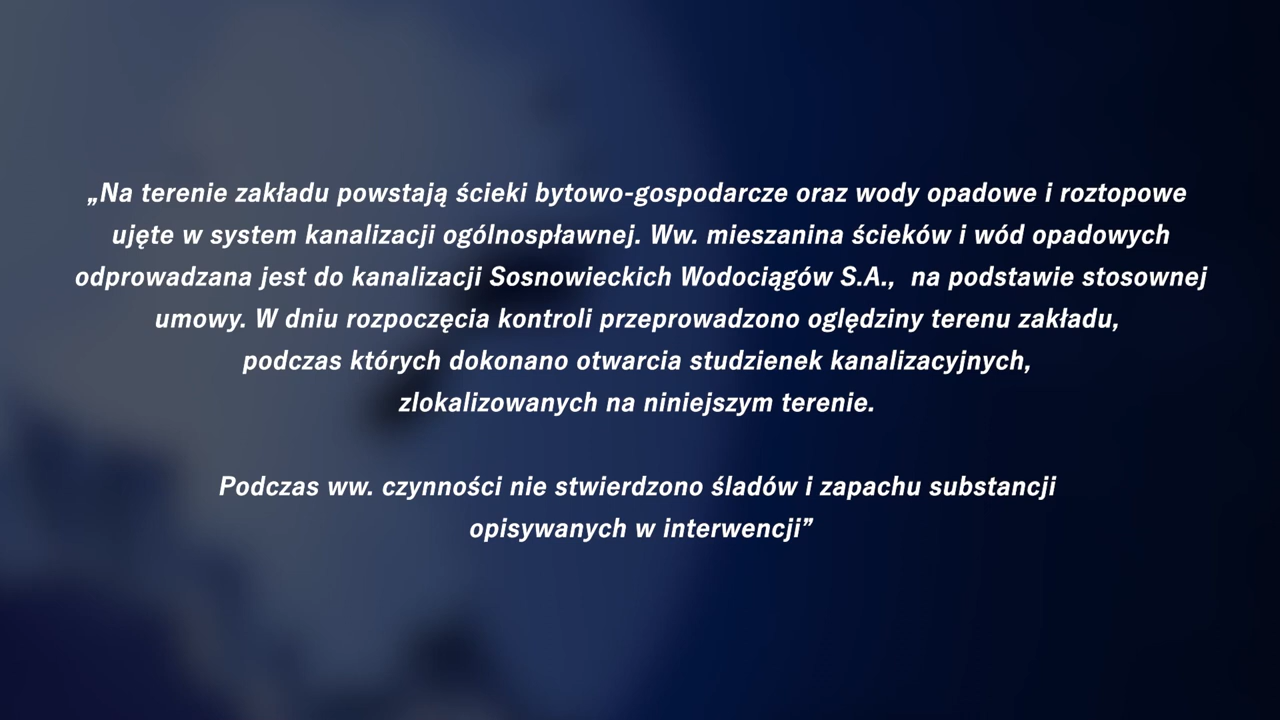 „Na terenie zakładu powstają ścieki bytowo-gospodarcze oraz wody opadowe i roztopowe
ujęte w system kanalizacji ogólnospławnej. Ww. mieszanina ścieków i wód opadowych
odprowadzana jest do kanalizacji Sosnowieckich Wodociągów S.A.,  na podstawie stosownej
umowy. W dniu rozpoczęcia kontroli przeprowadzono oględziny terenu zakładu,
podczas których dokonano otwarcia studzienek kanalizacyjnych,
zlokalizowanych na niniejszym terenie.
Podczas ww. czynności nie stwierdzono śladów i zapachu substancji
opisywanych w interwencji”